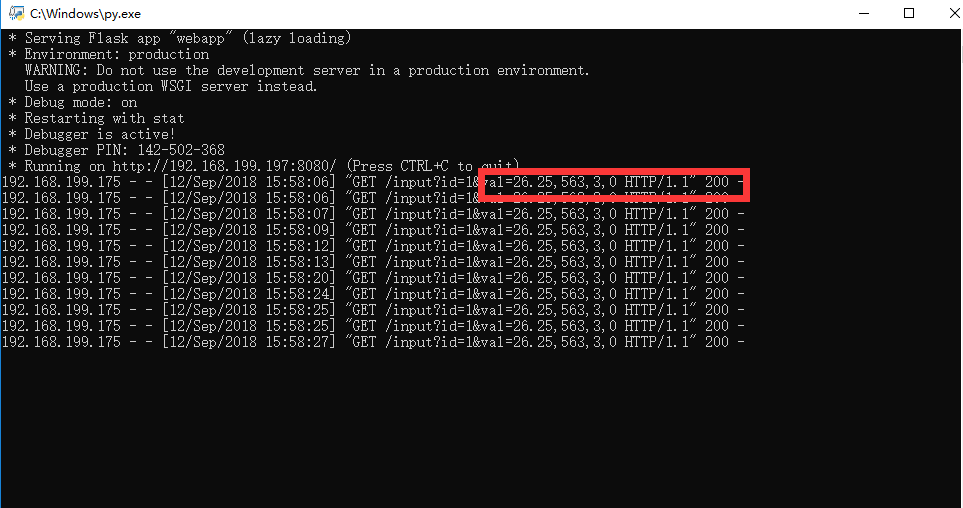 C:\Windows\py.exe
* Serving Flask app "webapp" (lazy loading)
* Environment: production
WARNING: Do not use the development server in a production environment.
Use a production WSGI server instead.
* Debug mode: on
* Restarting with stat
* Debugger is active!
* Debugger PIN: 142-502-368
* Running on http://192.168.199.197:8080/ (Press CTRL+C to quit)
192.168.199.175 - - [12/Sep/2018 15:58:06] "GET /input?id=1&val=26.25,563,3,0 HTTP/1.1" 200 -
192.168.199.175 - - [12/Sep/2018 15:58:06] "GET /input?id=1&val=26.25,563,3,0 HTTP/1.1" 200 -
192.168.199.175 - - [12/Sep/2018 15:58:07] "GET /input?id=1&val=26.25,563,3,0 HTTP/1.1" 200 -
192.168.199.175 - - [12/Sep/2018 15:58:09] "GET /input?id=1&val=26.25,563,3,0 HTTP/1.1" 200 -
192.168.199.175 - - [12/Sep/2018 15:58:12] "GET /input?id=1&val=26.25,563,3,0 HTTP/1.1" 200 -
192.168.199.175 - - [12/Sep/2018 15:58:13] "GET /input?id=1&val=26.25,563,3,0 HTTP/1.1" 200 -
192.168.199.175 - - [12/Sep/2018 15:58:20] "GET /input?id=1&val=26.25,563,3,0 HTTP/1.1" 200 -
192.168.199.175 - - [12/Sep/2018 15:58:24] "GET /input?id=1&val=26.25,563,3,0 HTTP/1.1" 200 -
192.168.199.175 - - [12/Sep/2018 15:58:25] "GET /input?id=1&val=26.25,563,3,0 HTTP/1.1" 200 -
192.168.199.175 - - [12/Sep/2018 15:58:25] "GET /input?id=1&val=26.25,563,3,0 HTTP/1.1" 200 -
192.168.199.175 - - [12/Sep/2018 15:58:27] "GET /input?id=1&val=26.25,563,3,0 HTTP/1.1" 200 -